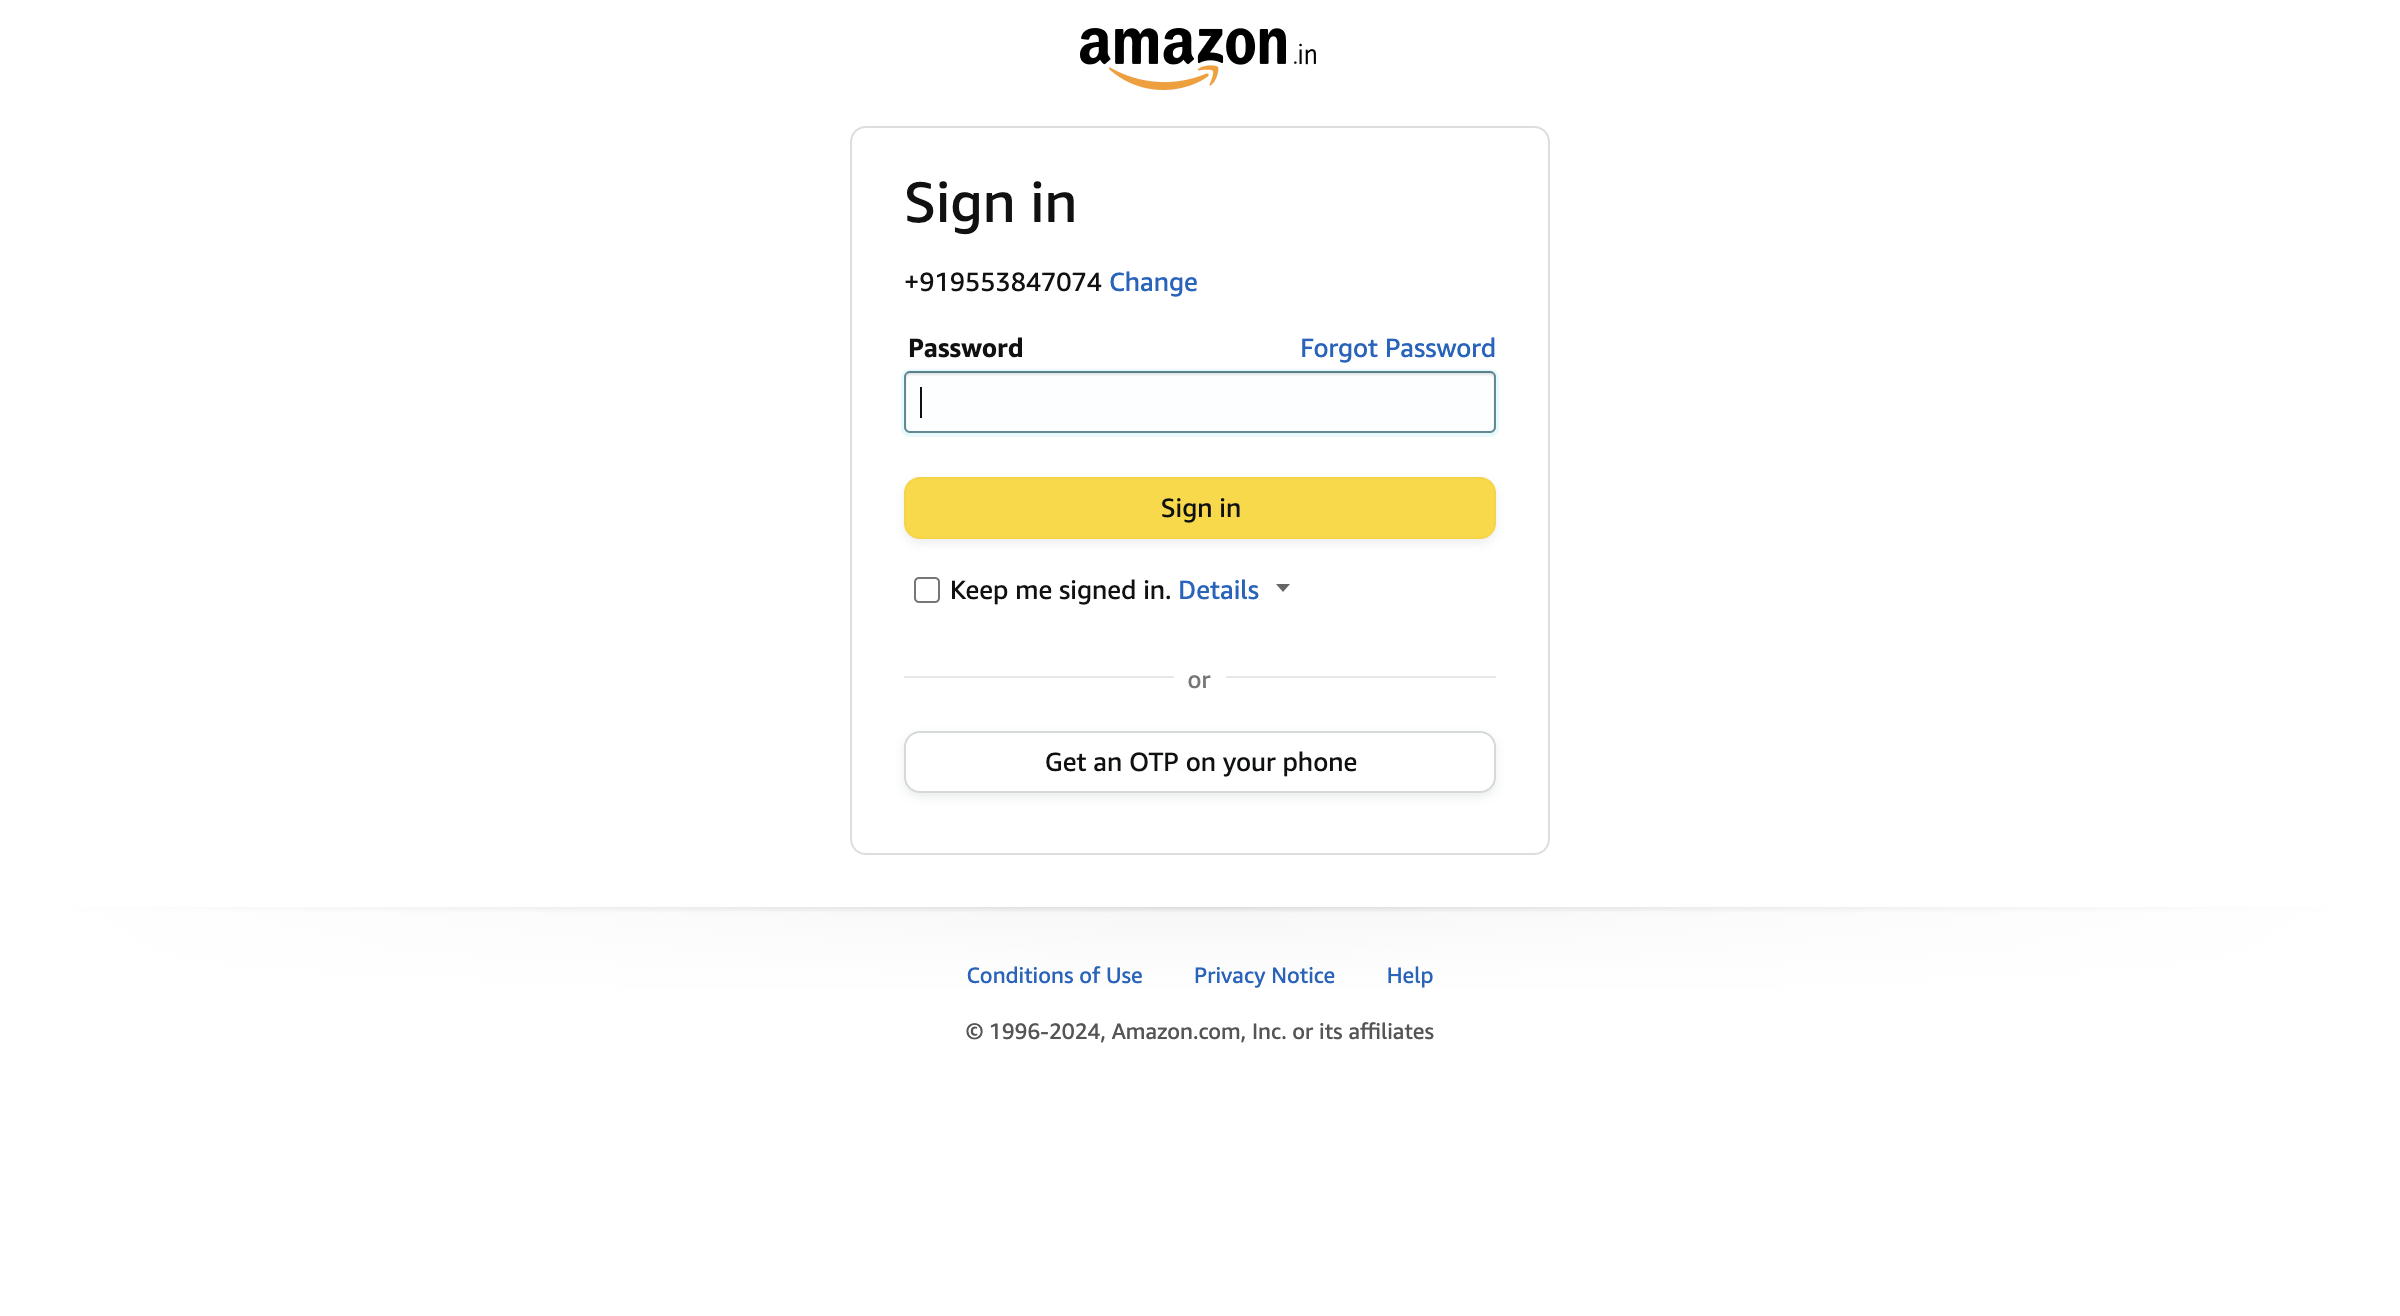 amazon.in
Sign in
+919553847074 Change
Password Forgot Password
Sign in
Keep me signed in. Details
or
Get an OTP on your phone
Conditions of Use Privacy Notice Help
© 1996-2024, Amazon.com, Inc. or its affiliates